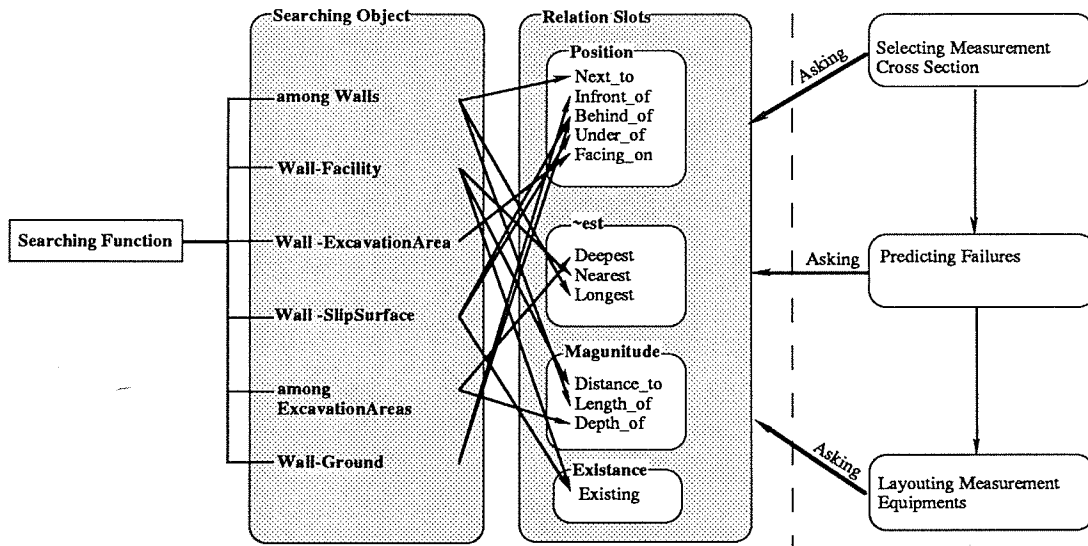 Searching Object
Relation Slots
Searching Function
among Walls
Wall-Facility
Wall -ExcavationArea
Wall -SlipSurface
among
ExcavationAreas
Wall-Ground
Position
Next_to
Infront_of
Behind_of
Under_of
Facing_on
~est
Deepest
Nearest
Longest
Magunitude
Distance_to
Length_of
Depth_of
Existance
Existing
Asking
Asking
Asking
Selecting Measurement
Cross Section
Predicting Failures
Layouting Measurement
Equipments